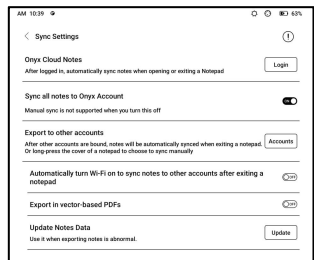 AM 10:39 63%
Sync Settings
Onyx Cloud Notes
After logged in, automatically sync notes when opening or exiting a Notepad
Login
Sync all notes to Onyx Account
Manual sync is not supported when you turn this off
ON
Export to other accounts
After other accounts are bound, notes will be automatically synced when exiting a notepad.
Or long-press the cover of a notepad to choose to sync manually
Accounts
Automatically turn Wi-Fi on to sync notes to other accounts after exiting a
notepad
OFF
Export in vector-based PDFs
OFF
Update Notes Data
Use it when exporting notes is abnormal.
Update